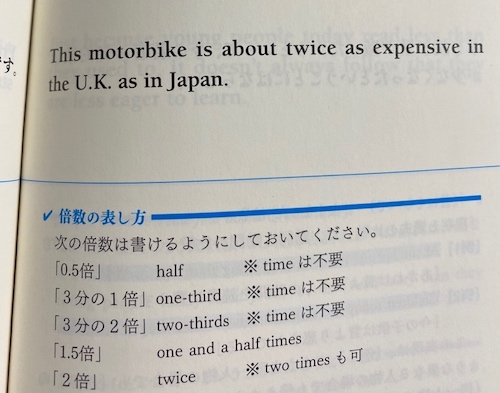 す。
This motorbike is about twice as expensive in
the U.K. as in Japan.
✓ 倍数の表し方
次の倍数は書けるようにしておいてください。
「0.5倍」 half ※ time は不要
「3分の1倍」 one-third ※ time は不要
「3分の2倍」 two-thirds ※ time は不要
「1.5倍」 one and a half times
「2倍」 twice ※ two times も可